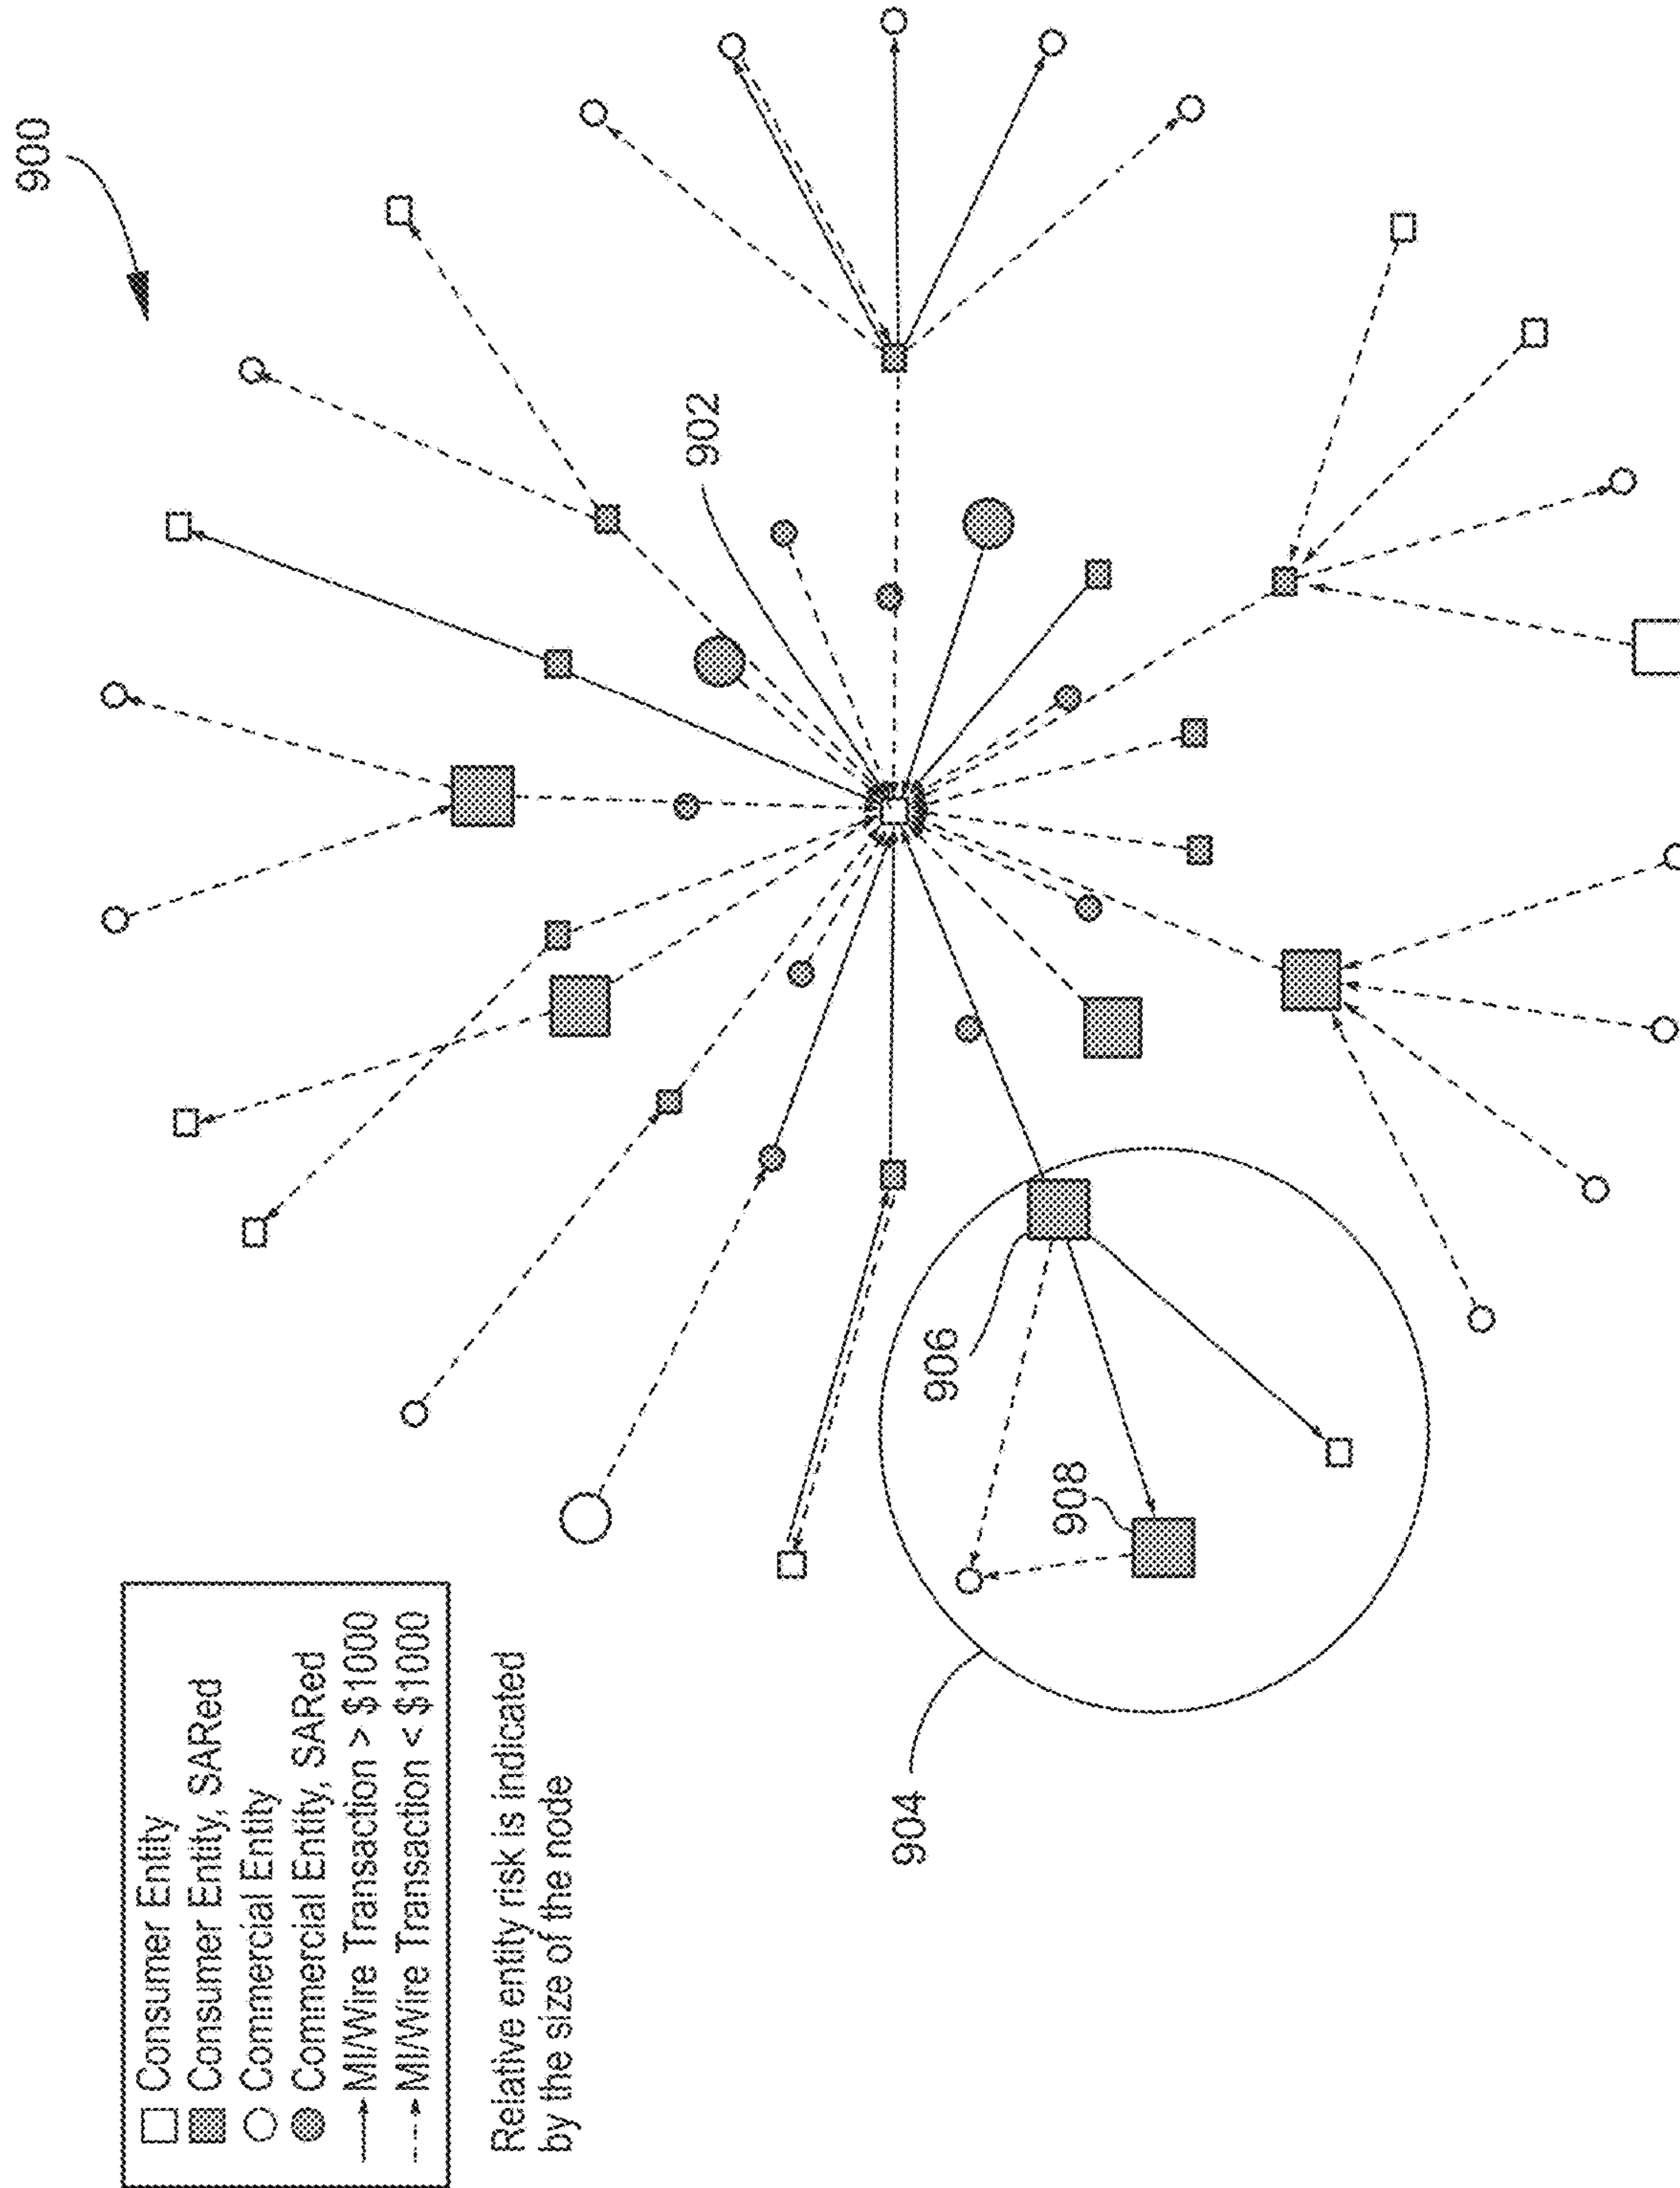 900
902
Consumer Entity
Consumer Entity, SARed
Commercial Entity
Commercial Entity, SARed
MI/Wire Transaction > $1000
MI/Wire Transaction < $1000
Relative entity risk is indicated
by the size of the node
904
906
908